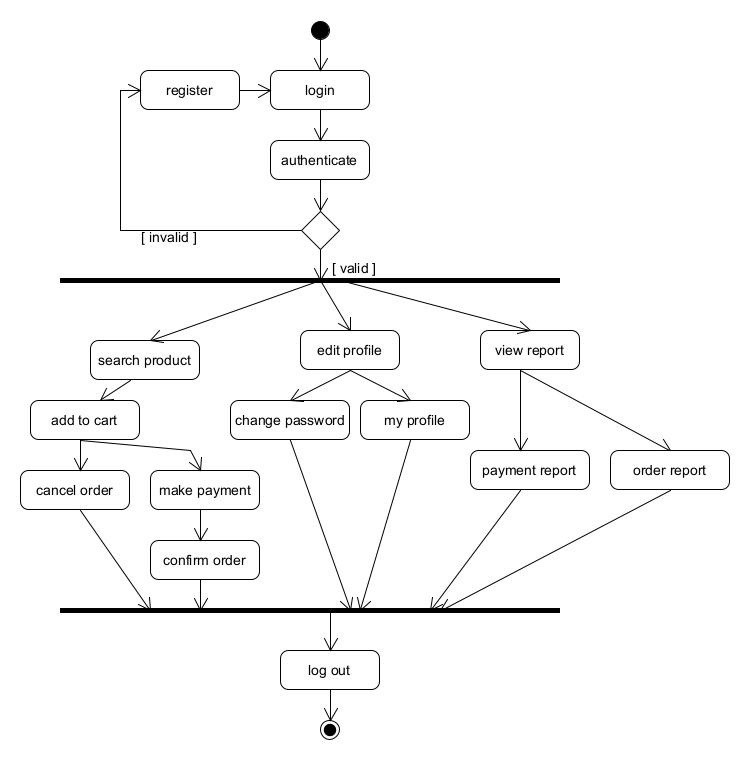 register
login
authenticate
[ invalid ]
[ valid ]
search product
edit profile
view report
add to cart
change password
my profile
cancel order
make payment
payment report
order report
confirm order
log out